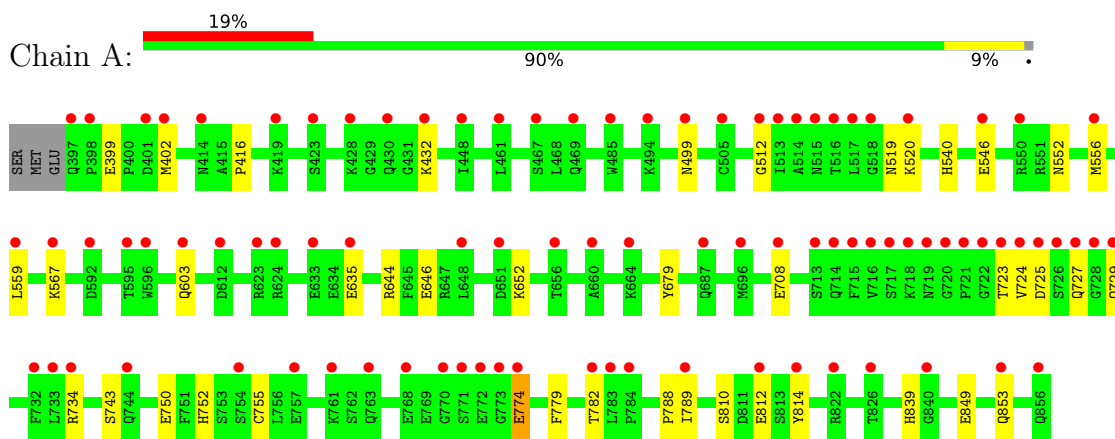 19%
Chain A:
90% 9% •
SER MET GLU Q397 P398 E399 P400 D401 M402 N414 A415 P416 K419 S423 K428 G429 Q430 G431 K432 I448 L461 S467 L468 Q469 W485 K494 N499 C505 G512 I513 A514 N515 T516 L517 G518 N519 K520 H540 E546 R550 R551 N552 M556
L559 K567 D592 T595 W596 Q603 D612 R623 R624 E633 E634 E635 R644 F645 E646 R647 L648 D651 K652 T656 A660 K664 Y679 Q687 M696 E708 S713 Q714 F715 V716 S717 K718 N719 G720 P721 G722 T723 V724 D725 S726 Q727 G728
F732 L733 R734 S743 Q744 E750 F751 H752 S753 S754 C755 L756 E757 K761 S762 Q763 E768 E769 G770 S771 E772 G773 E774 F779 T782 L783 P784 P788 I789 S810 D811 E812 S813 Y814 R822 T826 H839 G840 E849 Q853 Q856